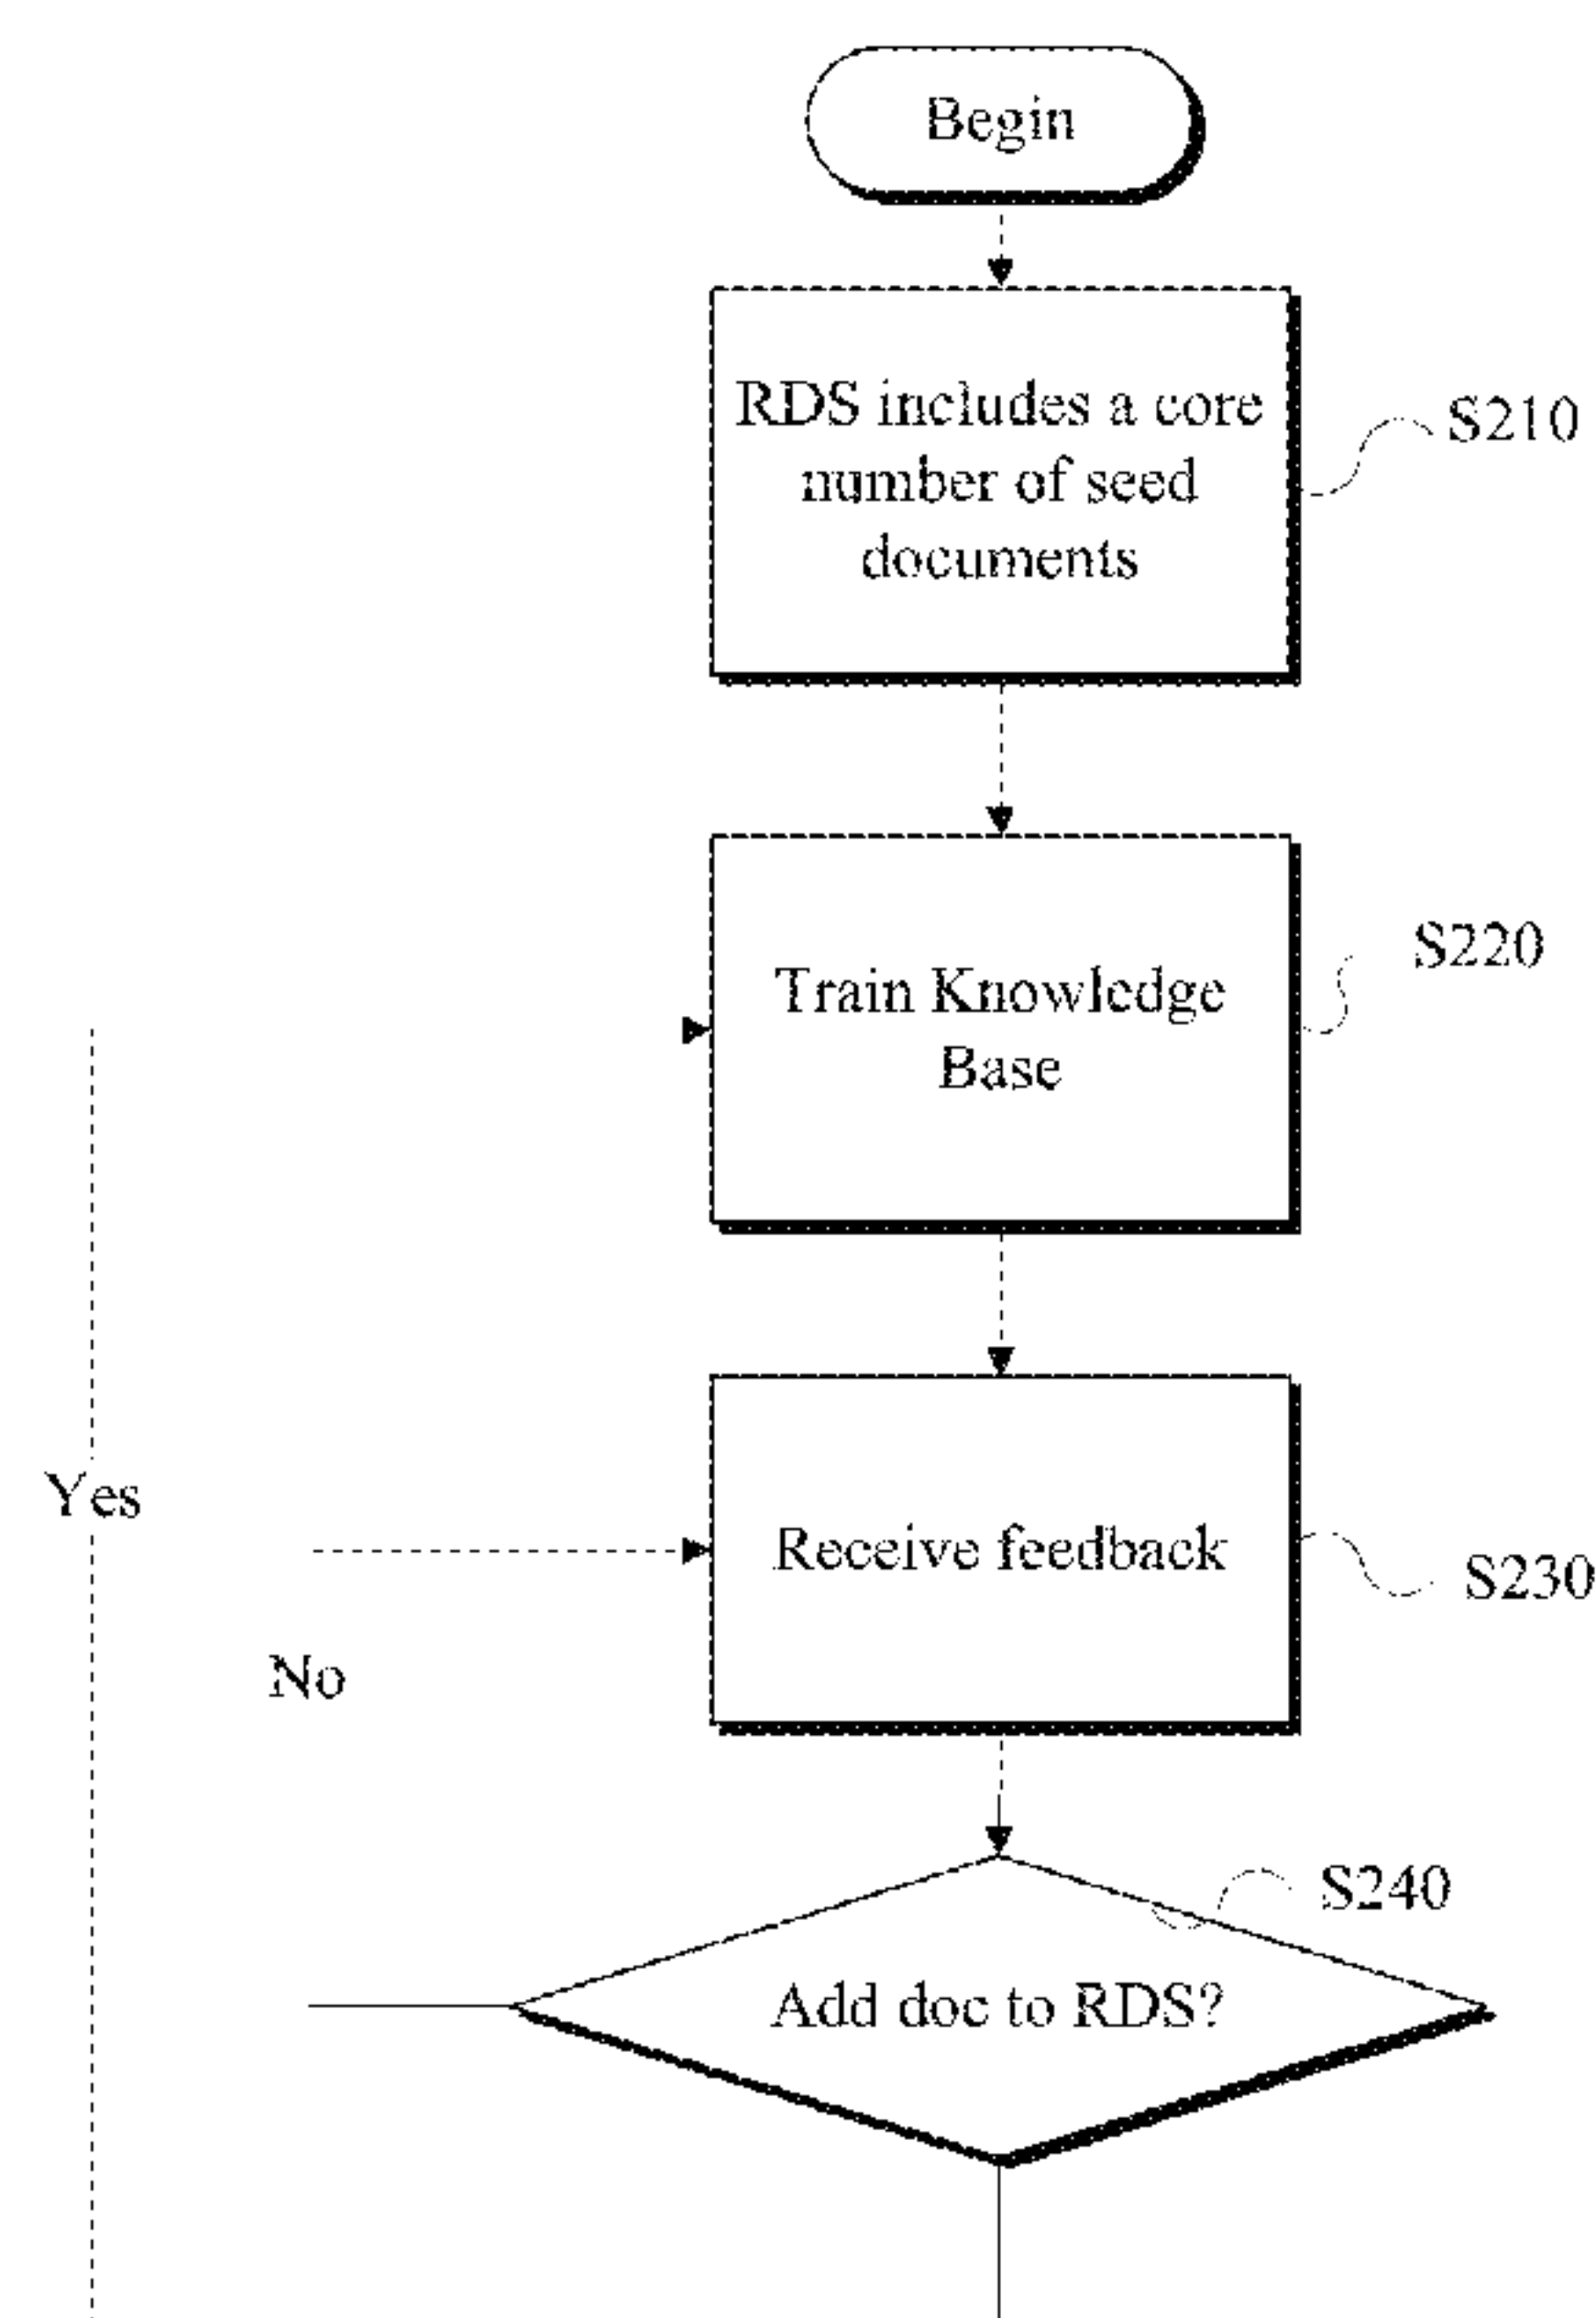 Begin
RDS includes a core
number of seed
documents
S210
Train Knowledge
Base
S220
Yes
Receive feedback
S230
No
S240
Add doc to RDS?